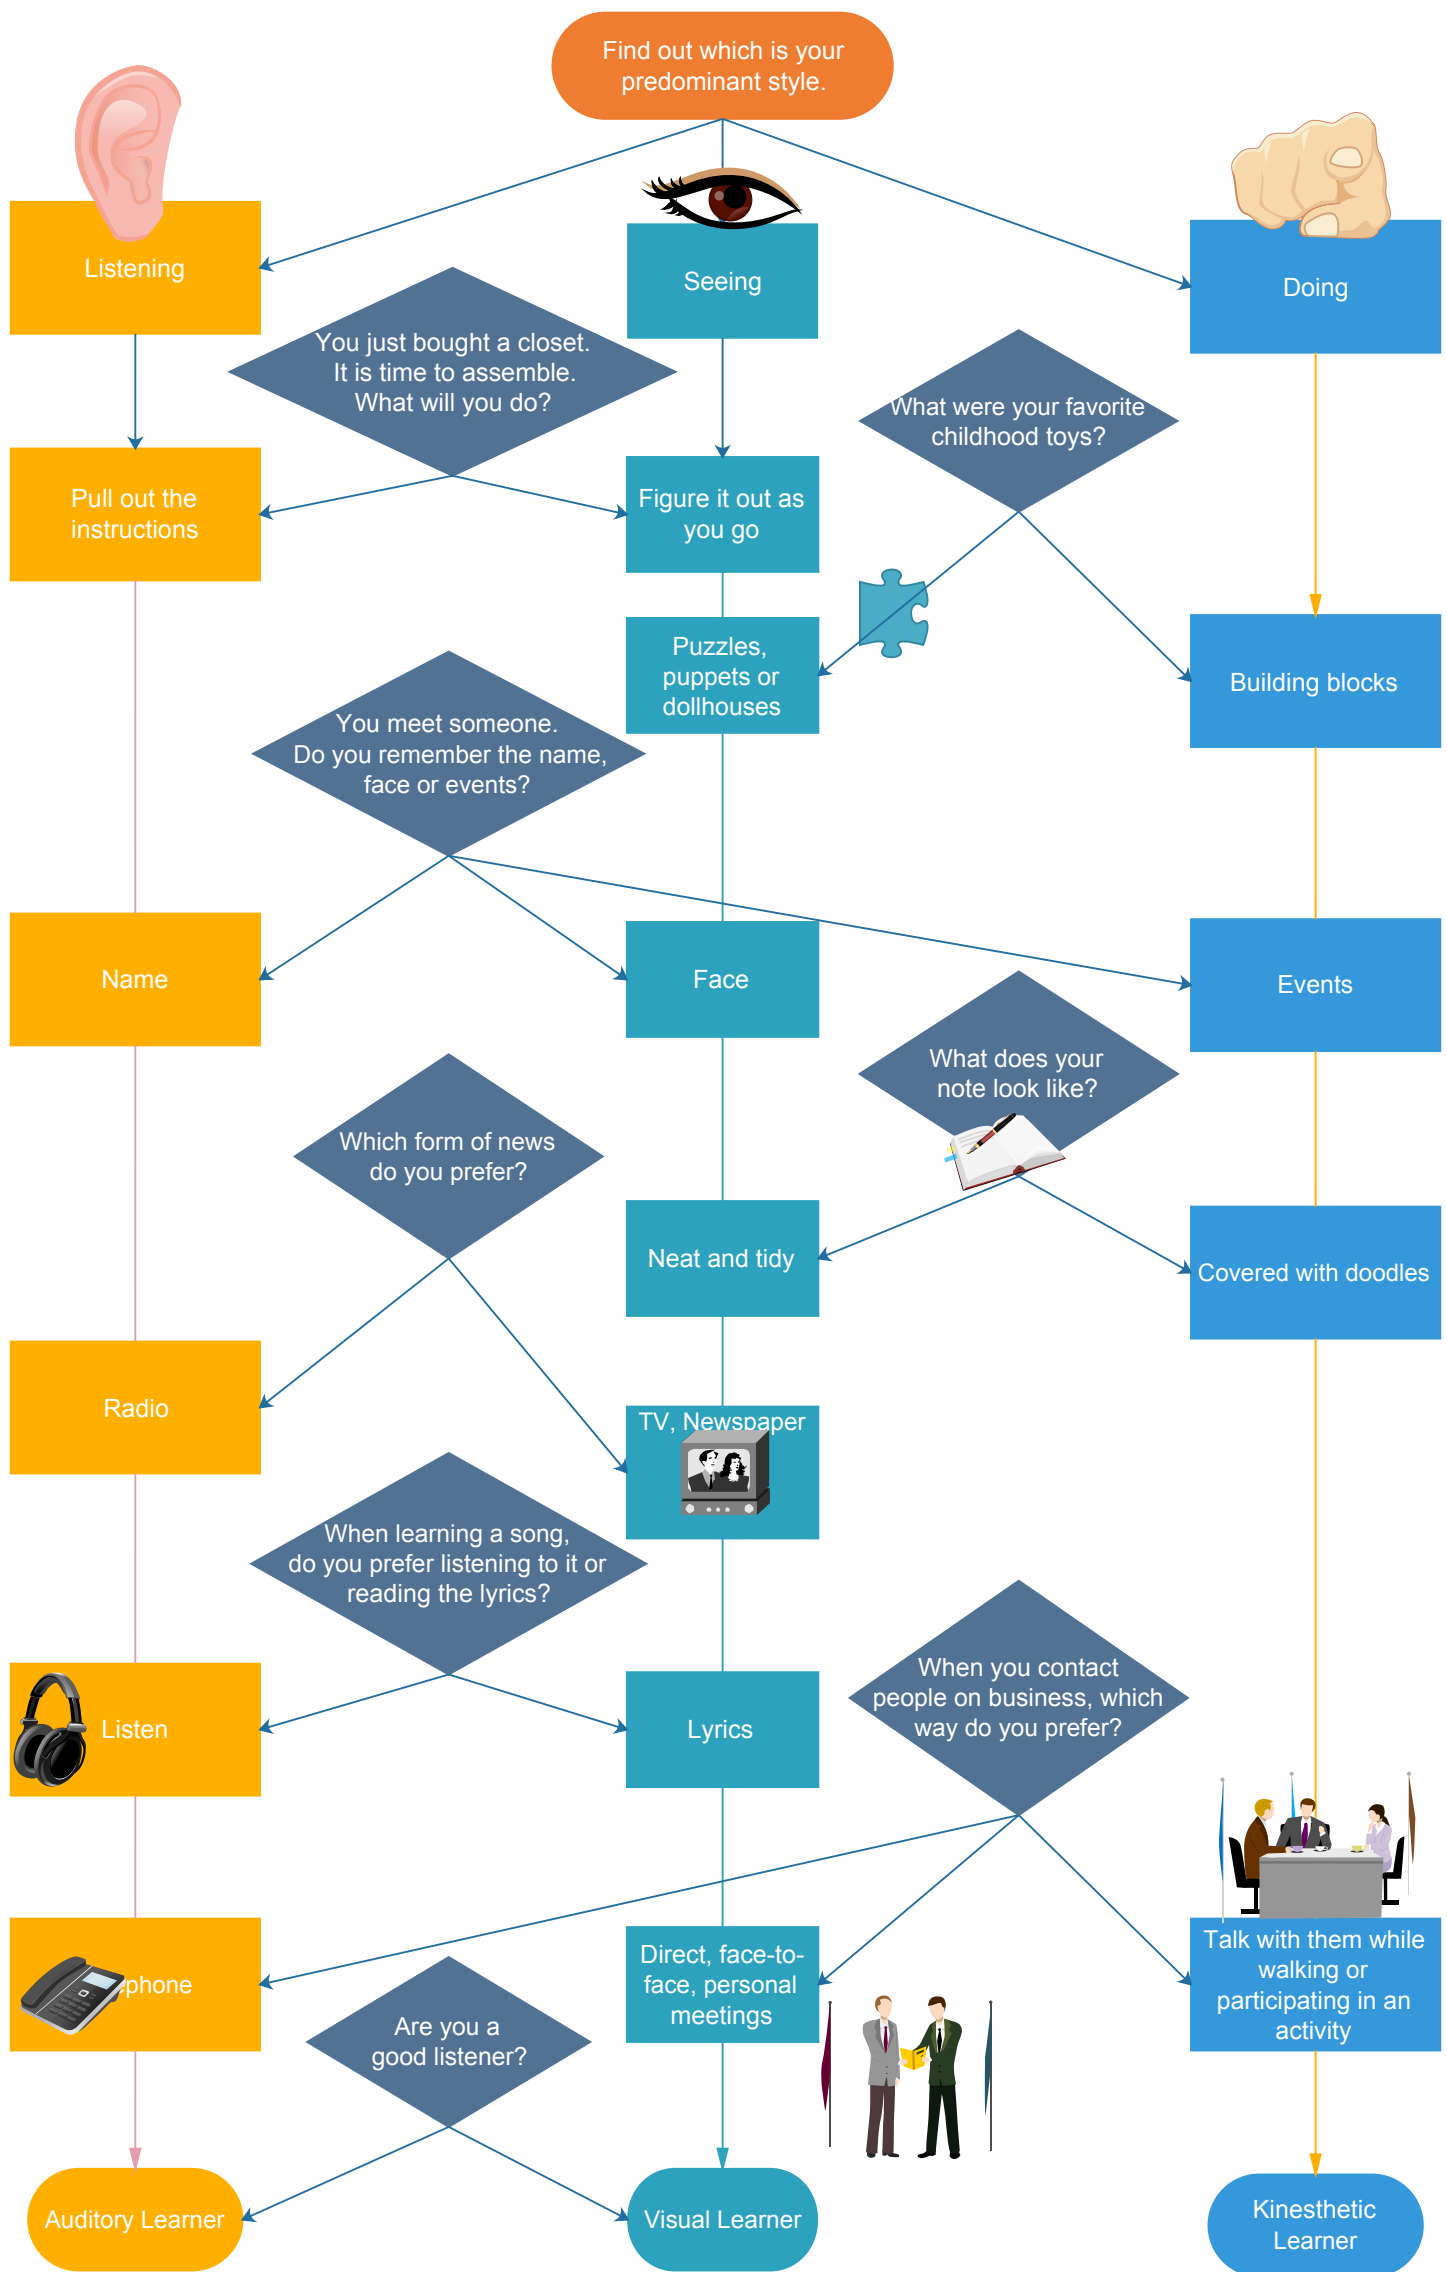 Find out which is your
predominant style.
Listening
Seeing
Doing
You just bought a closet.
It is time to assemble.
What will you do?
What were your favorite
childhood toys?
Pull out the
instructions
Figure it out as
you go
Puzzles,
puppets or
dollhouses
Building blocks
You meet someone.
Do you remember the name,
face or events?
Name
Face
Events
What does your
note look like?
Which form of news
do you prefer?
Neat and tidy
Covered with doodles
Radio
TV, Newspaper
When learning a song,
do you prefer listening to it or
reading the lyrics?
When you contact
people on business, which
way do you prefer?
Listen
Lyrics
Direct, face-to-
face, personal
meetings
Talk with them while
walking or
participating in an
activity
ephone
Are you a
good listener?
Auditory Learner
Visual Learner
Kinesthetic
Learner